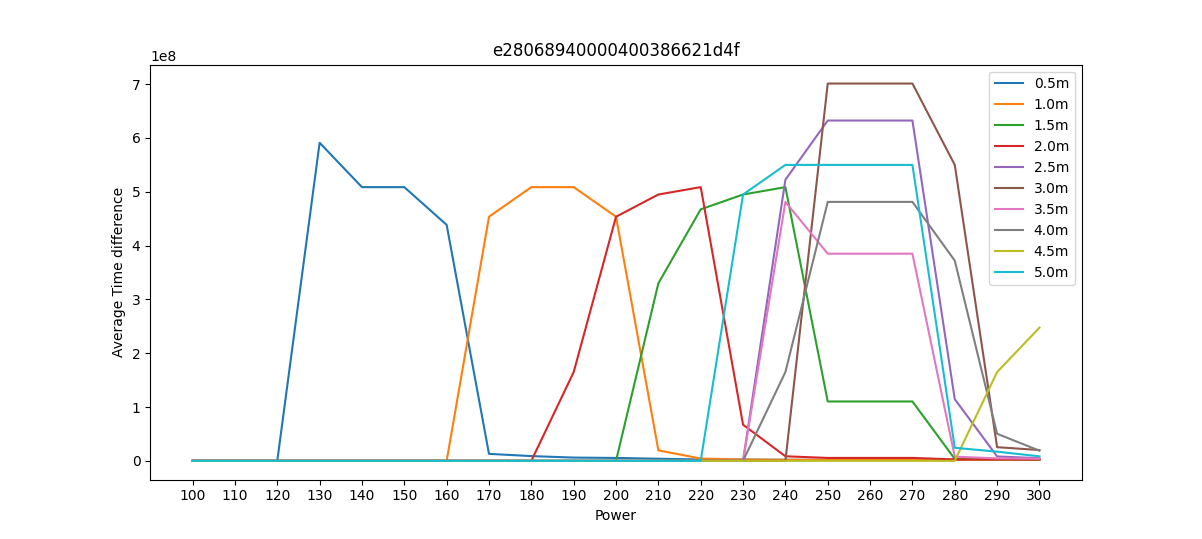 e28068940000400386621d4f
1e8
7
6
5
4
3
2
1
0
Average Time difference
100 110 120 130 140 150 160 170 180 190 200 210 220 230 240 250 260 270 280 290 300
Power
0.5m
1.0m
1.5m
2.0m
2.5m
3.0m
3.5m
4.0m
4.5m
5.0m